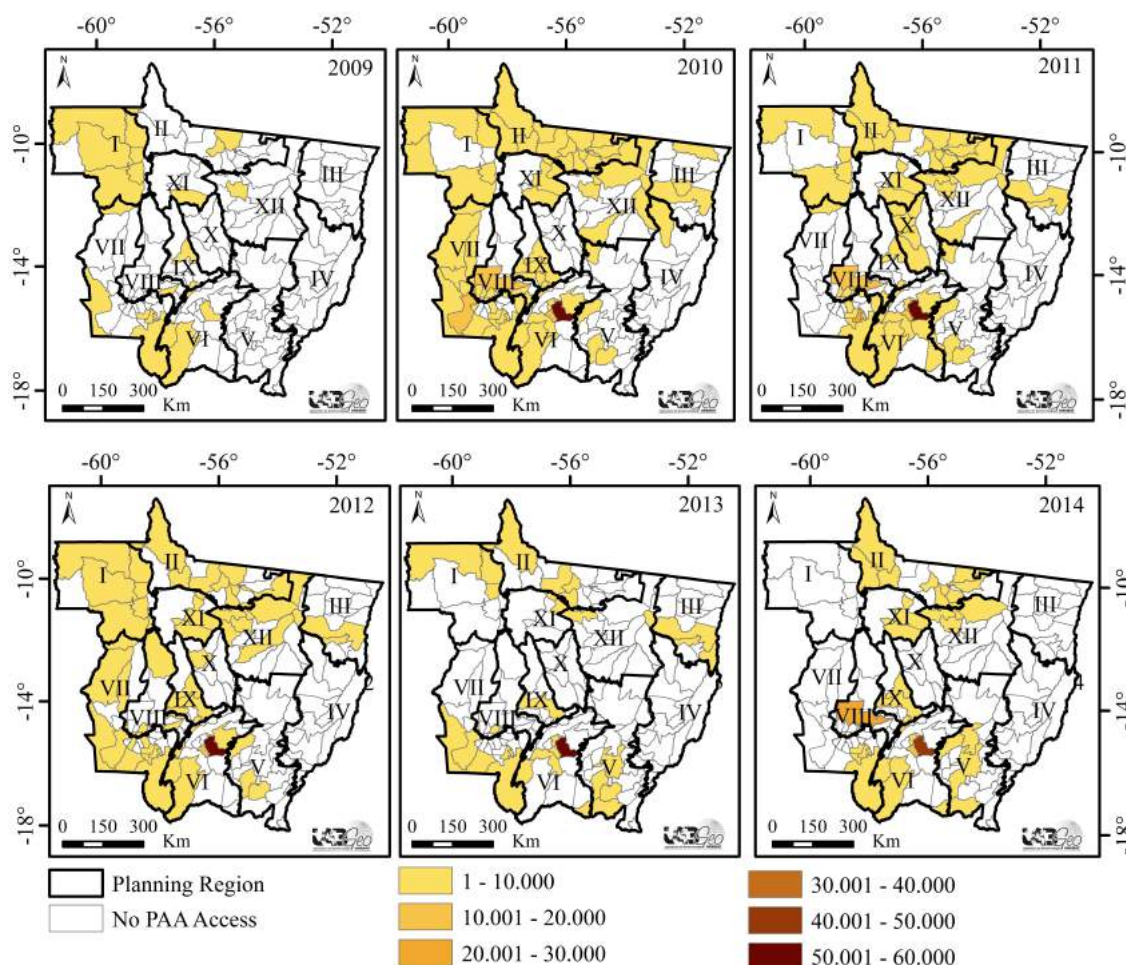 -60° -56° -52° -60° -56° -52° -60° -56° -52°
N 2009 N 2010 N 2011
-10° -10°
I II III IV V VI VII VIII IX X XI XII
I II III IV V VI VII VIII IX X XI XII
I II III IV V VI VII VIII IX X XI XII
-14° -14°
-18° -18°
0 150 300 0 150 300 0 150 300
Km Km Km
Geo Geo Geo
-60° -56° -52° -60° -56° -52° -60° -56° -52°
N 2012 N 2013 N 2014
-10° -10°
I II III IV V VI VII VIII IX X XI XII
I II III IV V VI VII VIII IX X XI XII
I II III IV V VI VII VIII IX X XI XII
-14° -14°
-18° -18°
0 150 300 0 150 300 0 150 300
Km Km Km
Geo Geo Geo
Planning Region 1 - 10.000 30.001 - 40.000
No PAA Access 10.001 - 20.000 40.001 - 50.000
20.001 - 30.000 50.001 - 60.000